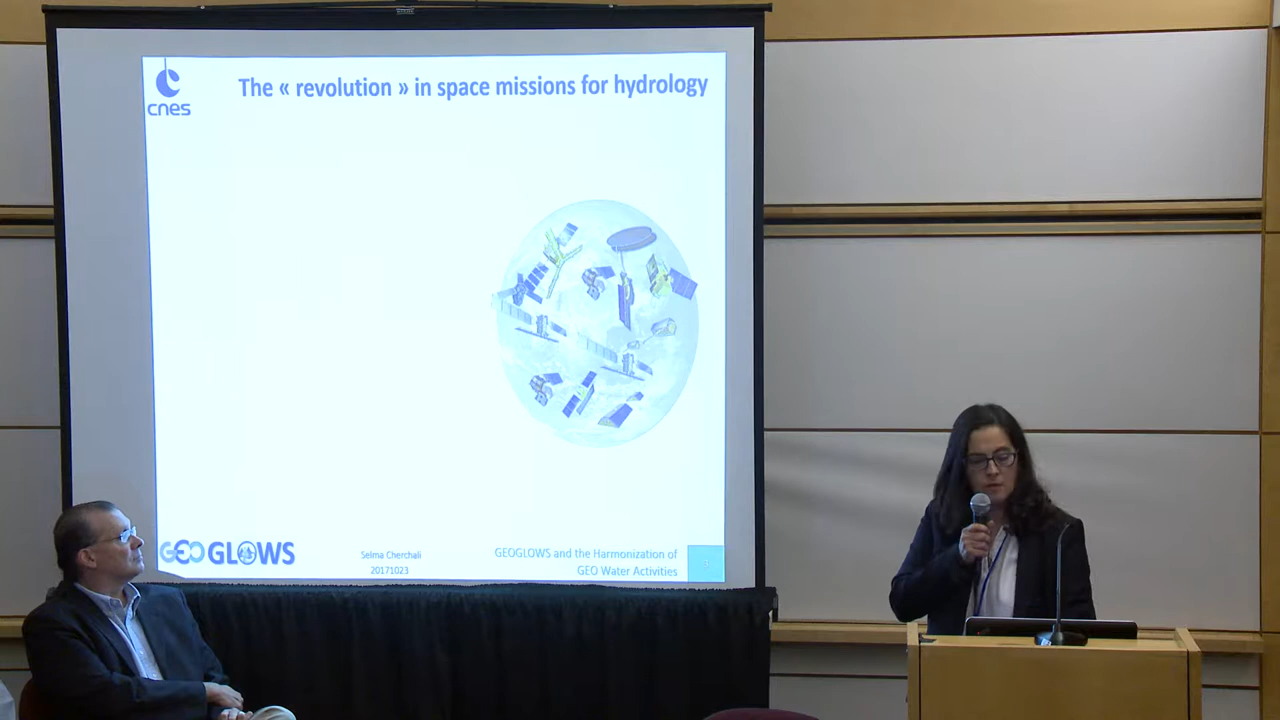 cnes
The « revolution » in space missions for hydrology
GEOGLOWS
Selma Cherchali
20171023
GEOGLOWS and the Harmonization of
GEO Water Activities